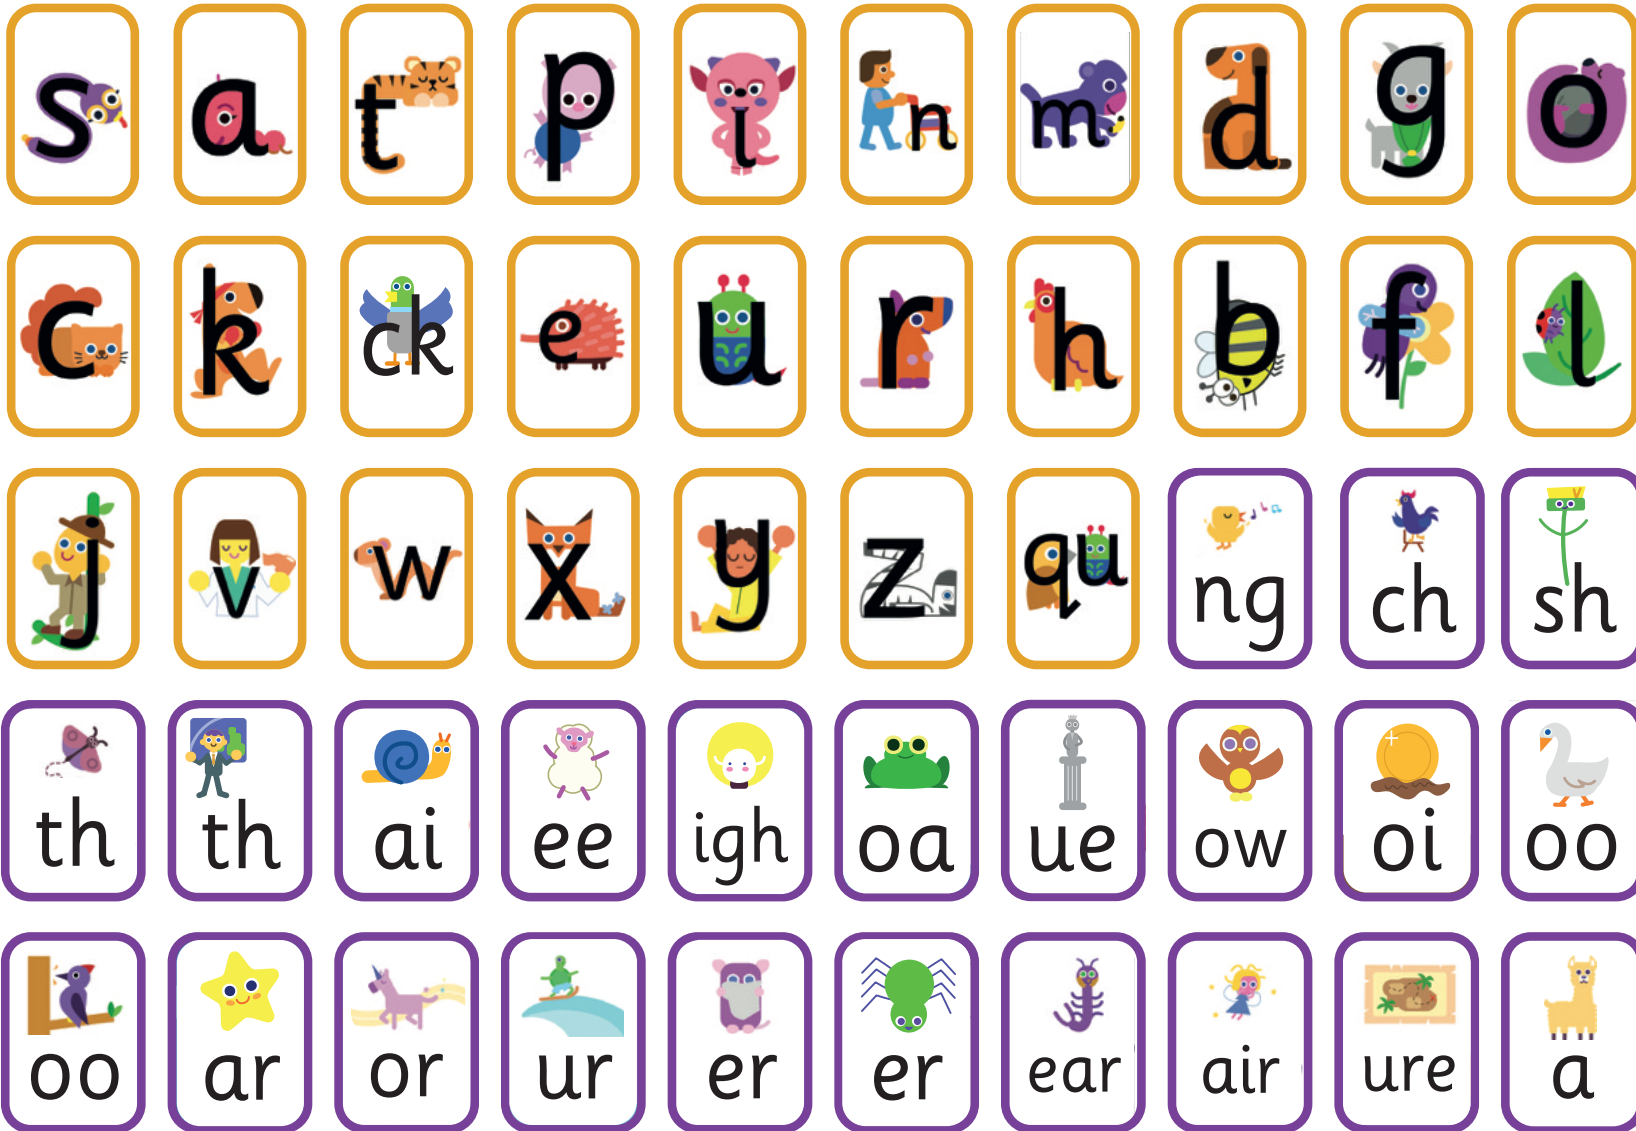 s a t p i n m d g o
c k ck e u r h b f l
j v w x y z qu ng ch sh
th th ai ee igh oa ue ow oi oo
oo ar or ur er er ear air ure a